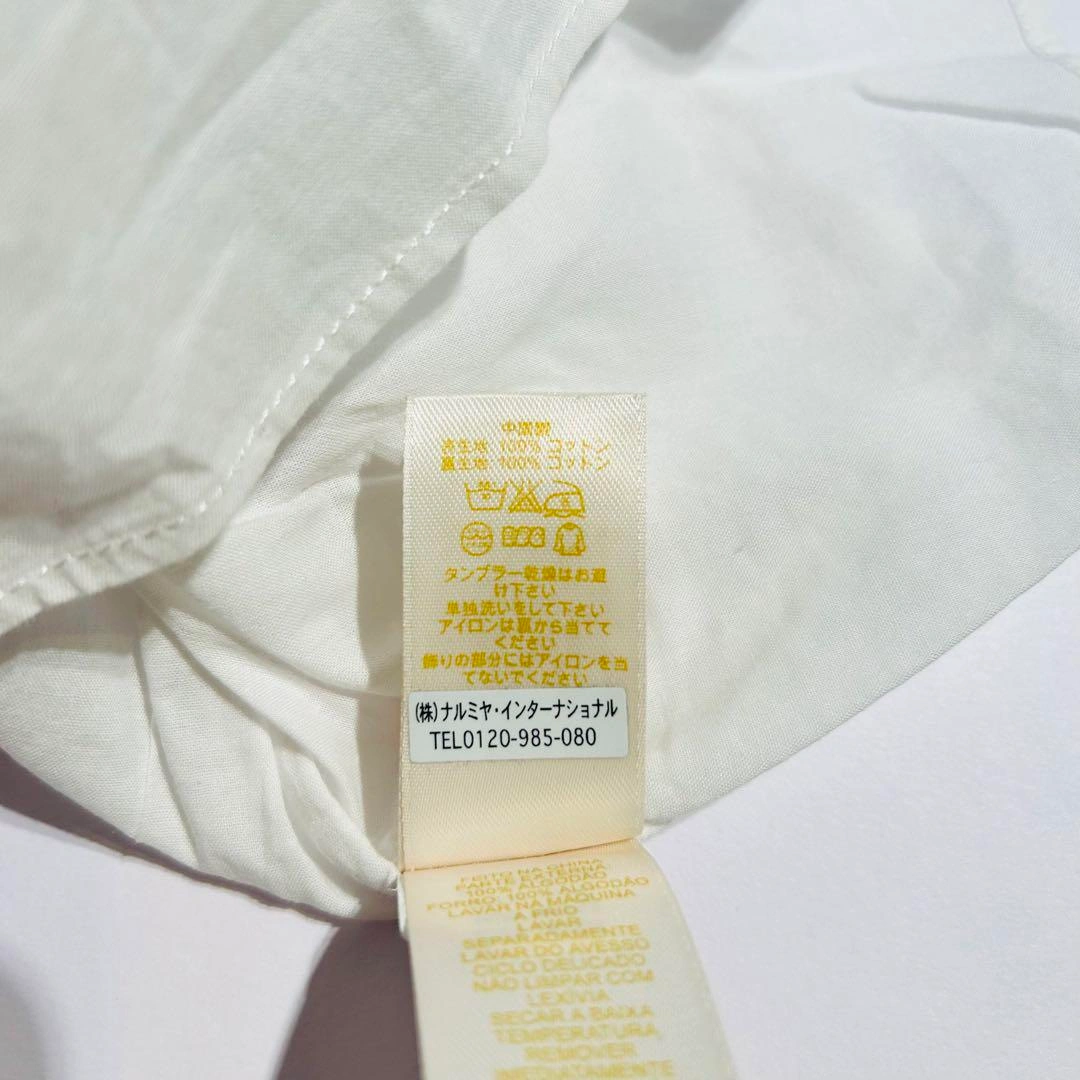 中国製
表生地 100% コットン
裏生地 100% コットン
タンブラー乾燥はお避
け下さい
単独洗いをして下さい
アイロンは裏から当てて
ください
飾りの部分にはアイロンを当
てないでください
(株)ナルミヤ・インターナショナル
TEL0120-985-080
FEITO NA CHINA
PARTE EXTERNA
100% ALGODÃO
FORRO: 100% ALGODÃO
LAVAR NA MÁQUINA
A FRIO
LAVAR
SEPARADAMENTE
LAVAR DO AVESSO
CICLO DELICADO
NÃO LIMPAR COM
LEXÍVIA
SECAR A BAIXA
TEMPERATURA
REMOVER
IMEDIATAMENTE